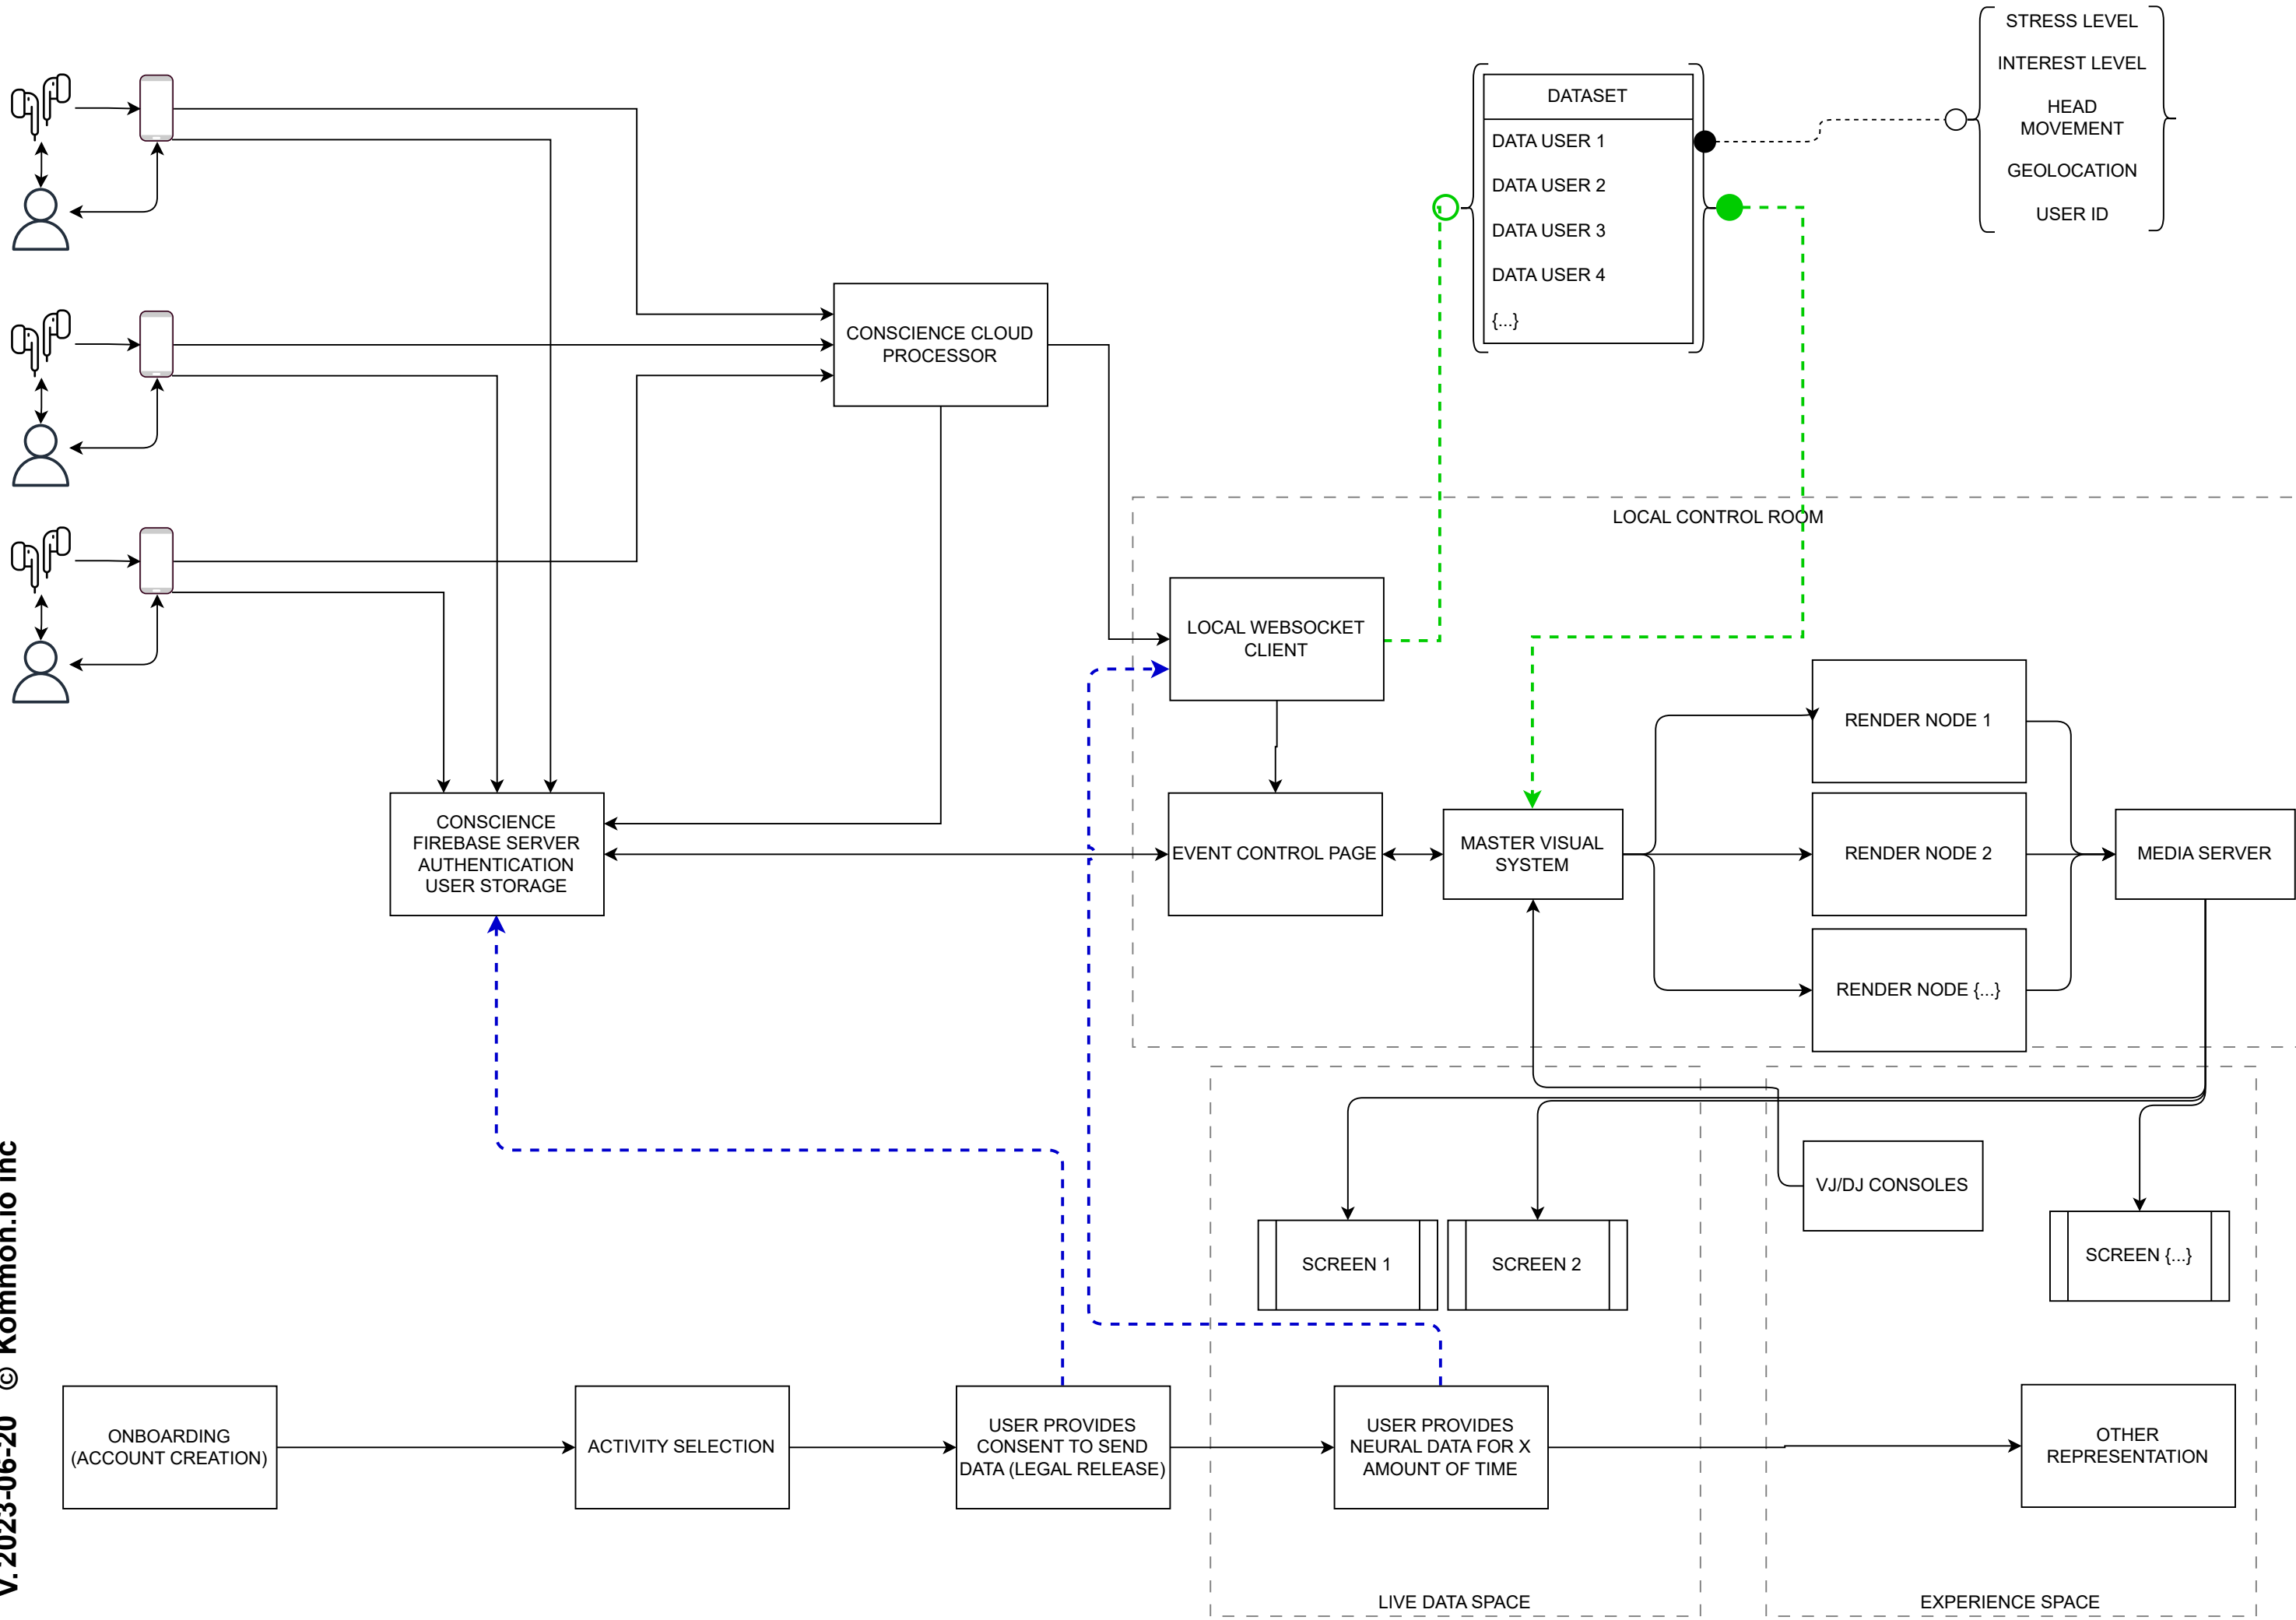 STRESS LEVEL
INTEREST LEVEL
HEAD
MOVEMENT
GEOLOCATION
USER ID
DATASET
DATA USER 1
DATA USER 2
DATA USER 3
DATA USER 4
{...}
CONSCIENCE CLOUD
PROCESSOR
LOCAL CONTROL ROOM
LOCAL WEBSOCKET
CLIENT
RENDER NODE 1
CONSCIENCE
FIREBASE SERVER
AUTHENTICATION
USER STORAGE
EVENT CONTROL PAGE
MASTER VISUAL
SYSTEM
RENDER NODE 2
MEDIA SERVER
RENDER NODE {...}
VJ/DJ CONSOLES
SCREEN 1
SCREEN 2
SCREEN {...}
ONBOARDING
(ACCOUNT CREATION)
ACTIVITY SELECTION
USER PROVIDES
CONSENT TO SEND
DATA (LEGAL RELEASE)
USER PROVIDES
NEURAL DATA FOR X
AMOUNT OF TIME
OTHER
REPRESENTATION
LIVE DATA SPACE
EXPERIENCE SPACE
V. 2023-06-20 © Kommon.io Inc